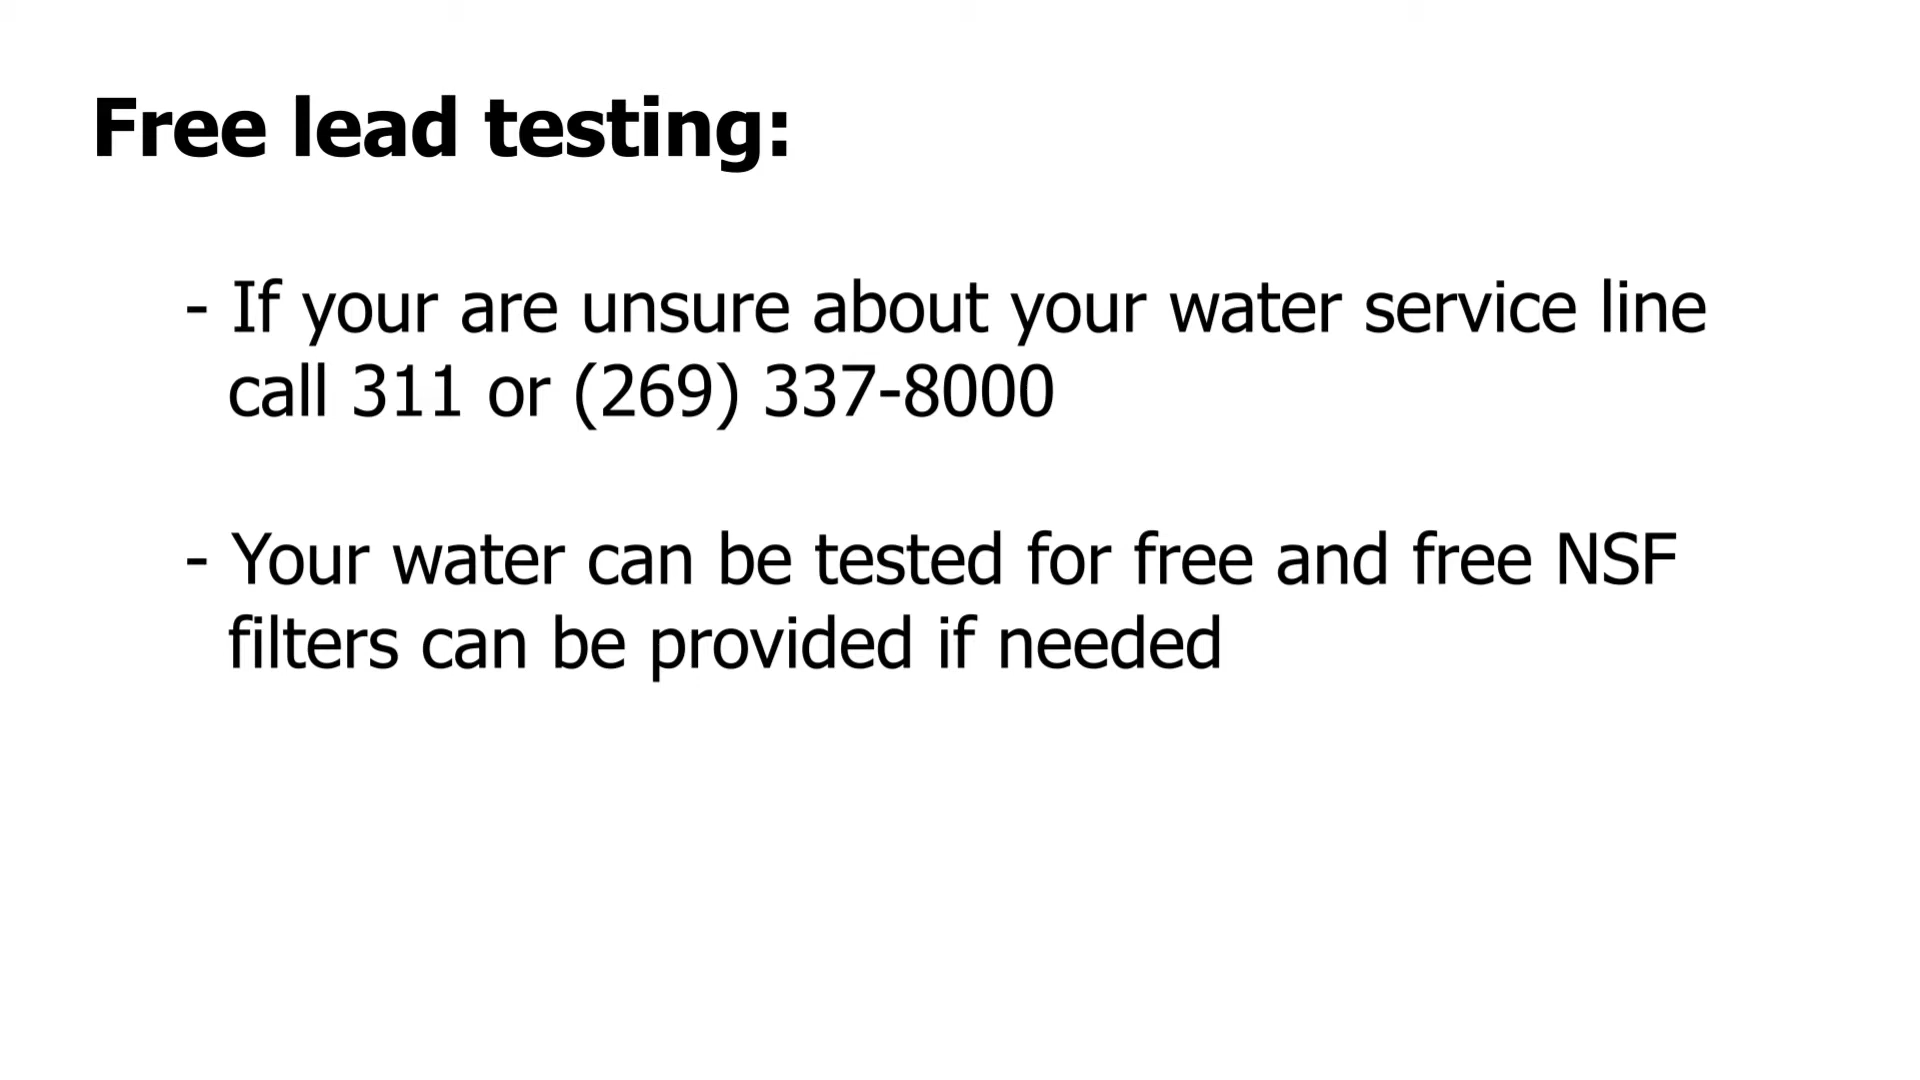 Free lead testing:
- If your are unsure about your water service line
call 311 or (269) 337-8000
- Your water can be tested for free and free NSF
filters can be provided if needed